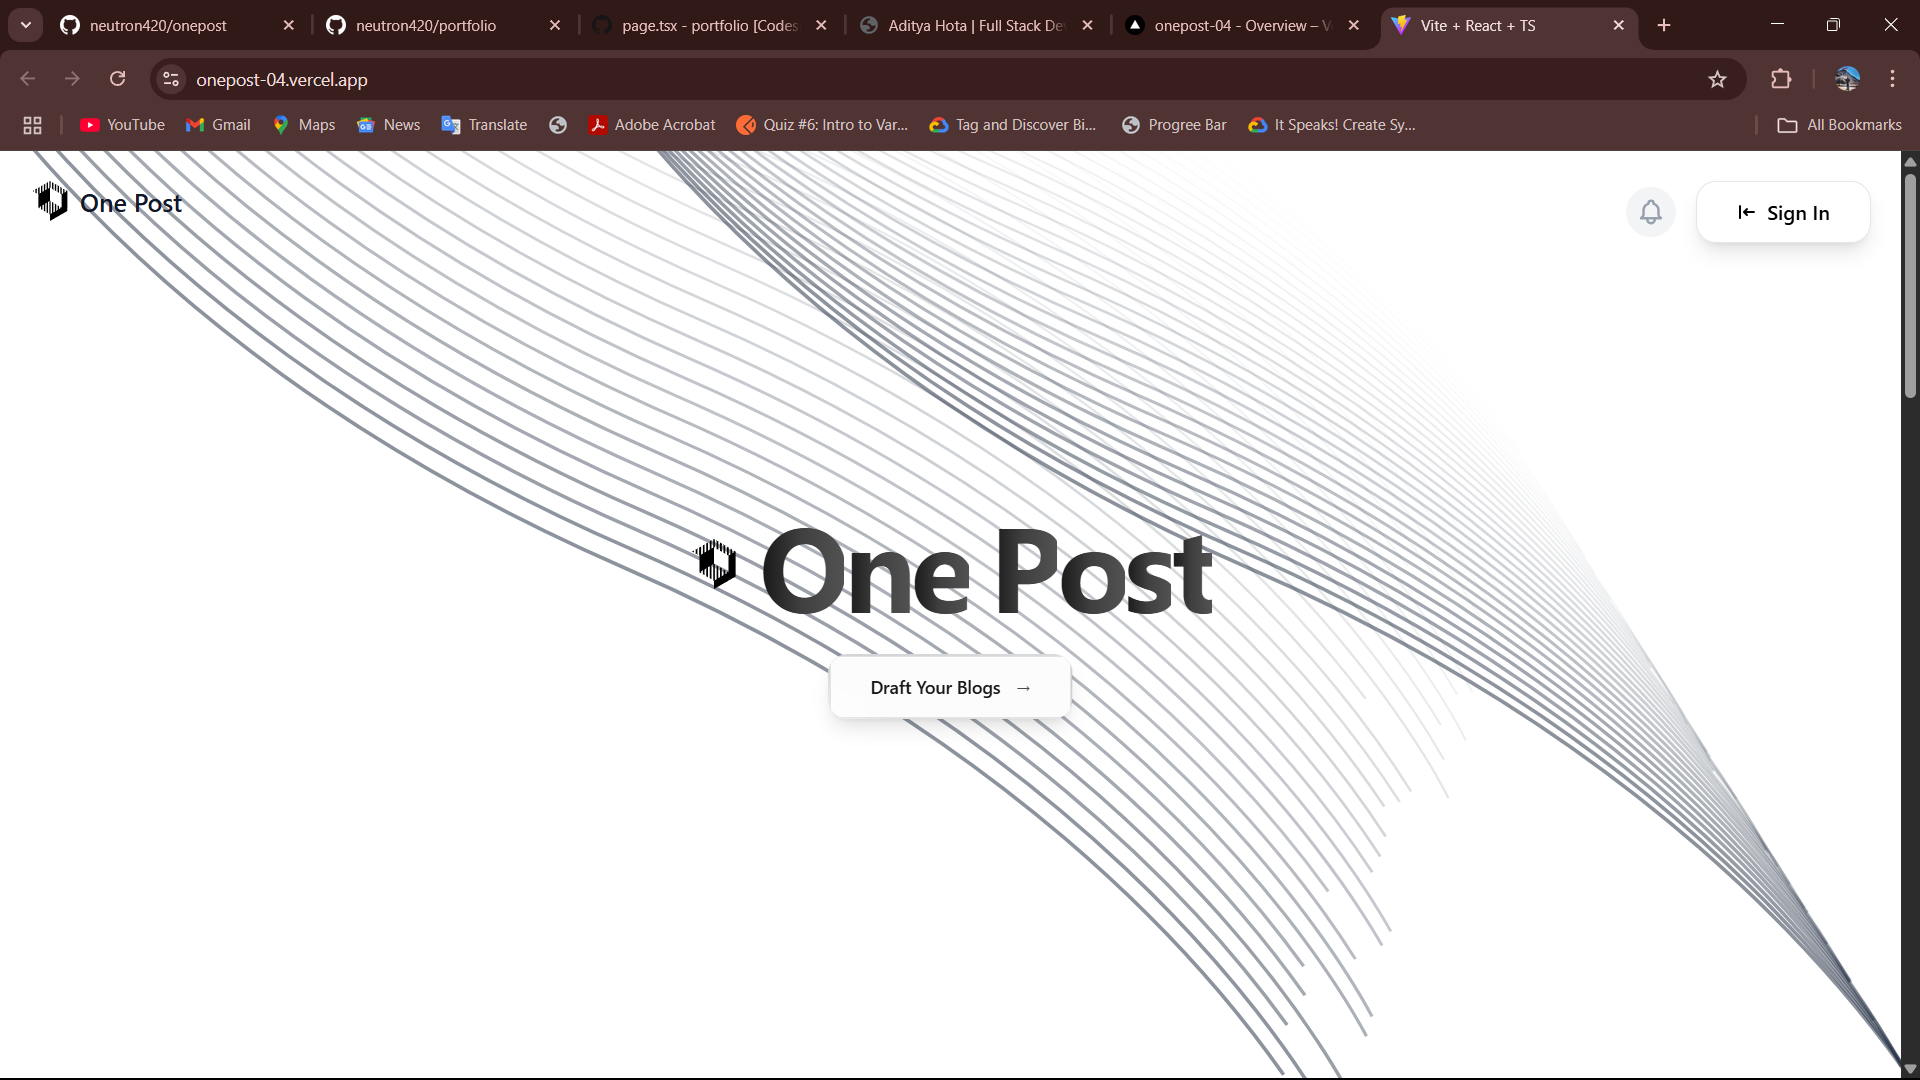 neutron420/onepost
neutron420/portfolio
page.tsx - portfolio [Codes
Aditya Hota | Full Stack De
onepost-04 - Overview – V
Vite + React + TS
onepost-04.vercel.app
YouTube
Gmail
Maps
News
Translate
Adobe Acrobat
Quiz #6: Intro to Var...
Tag and Discover Bi...
Progree Bar
It Speaks! Create Sy...
All Bookmarks
One Post
Sign In
One Post
Draft Your Blogs →